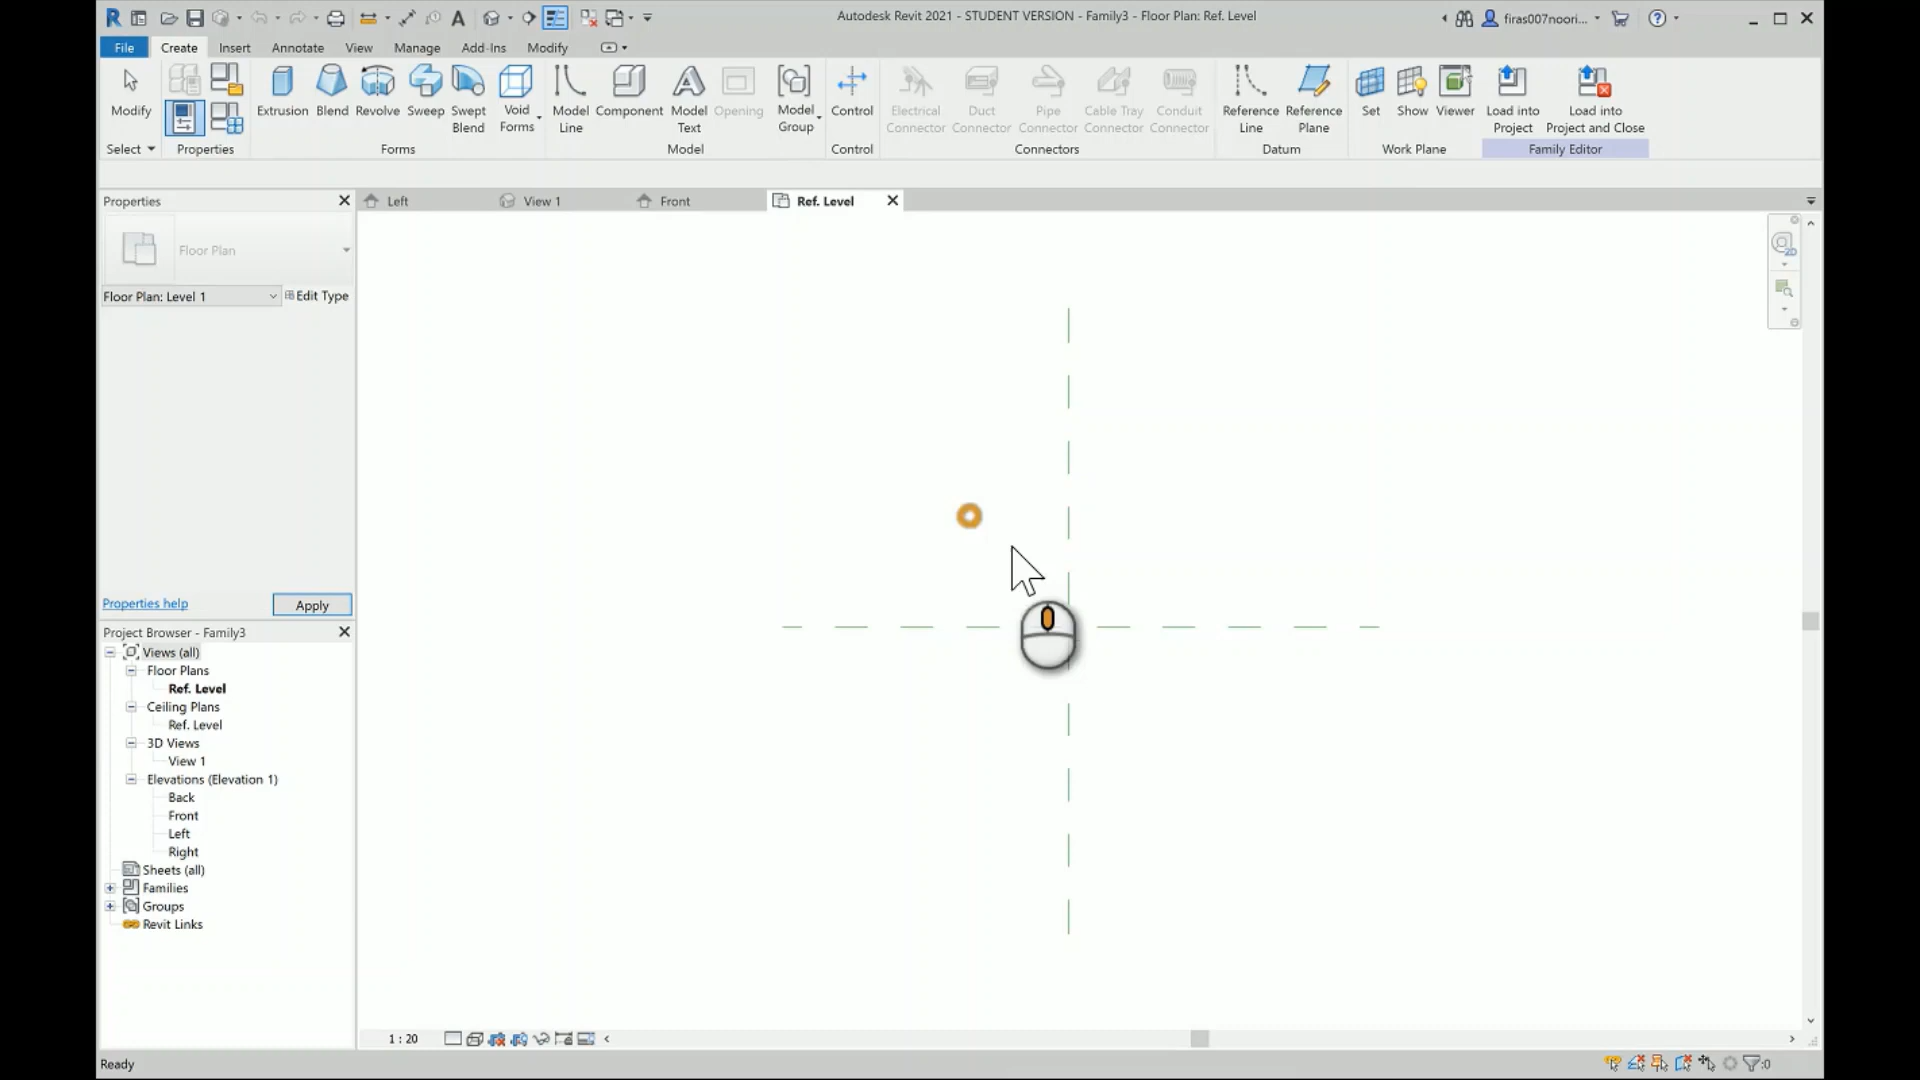 Autodesk Revit 2021 - STUDENT VERSION - Family3 - Floor Plan: Ref. Level
firas007noori...
File Create Insert Annotate View Manage Add-Ins Modify
Modify
Extrusion Blend Revolve Sweep Swept Blend Void Forms
Model Line Component Model Text Opening Model Group
Control
Electrical Connector Duct Connector Pipe Connector Cable Tray Connector Conduit Connector
Reference Line Reference Plane
Set Show Viewer
Load into Project Load into Project and Close
Select Properties Forms Model Control Connectors Datum Work Plane Family Editor
Properties
Left View 1 Front Ref. Level
Floor Plan
Floor Plan: Level 1 Edit Type
Properties help Apply
Project Browser - Family3
Views (all)
Floor Plans
Ref. Level
Ceiling Plans
Ref. Level
3D Views
View 1
Elevations (Elevation 1)
Back
Front
Left
Right
Sheets (all)
Families
Groups
Revit Links
1 : 20
Ready
:0